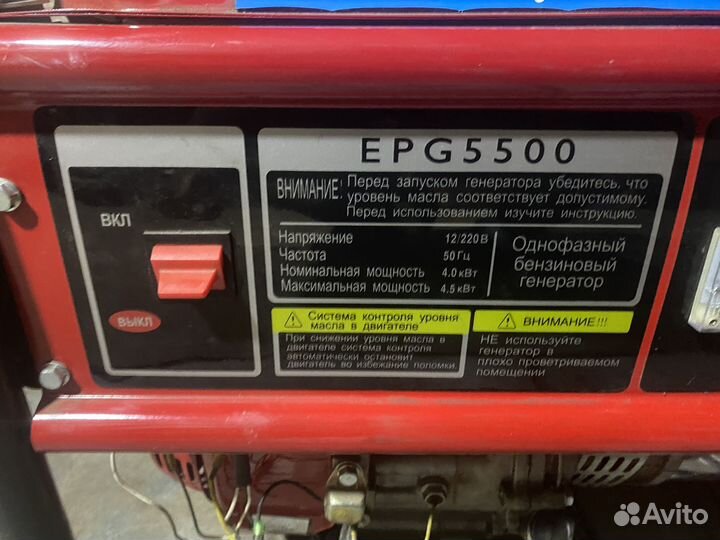 EPG5500
ВНИМАНИЕ: Перед запуском генератора убедитесь, что
уровень масла соответствует допустимому.
Перед использованием изучите инструкцию.
ВКЛ
ВЫКЛ
Напряжение 12/220 В
Частота 50 Гц
Номинальная мощность 4.0 кВт
Максимальная мощность 4.5 кВт
Однофазный
бензиновый
генератор
Система контроля уровня
масла в двигателе
При снижении уровня масла в
двигателе система контроля
автоматически остановит
двигатель во избежание поломки.
ВНИМАНИЕ!!!
НЕ используйте
генератор в
плохо проветриваемом
помещении
Avito